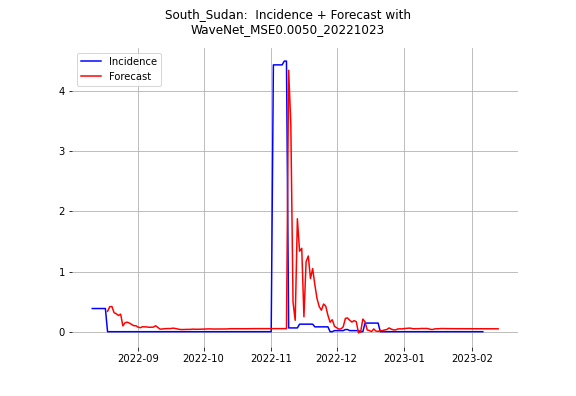 South_Sudan:  Incidence + Forecast with
WaveNet_MSE0.0050_20221023
Incidence
Forecast
4
3
2
1
0
2022-09 2022-10 2022-11 2022-12 2023-01 2023-02